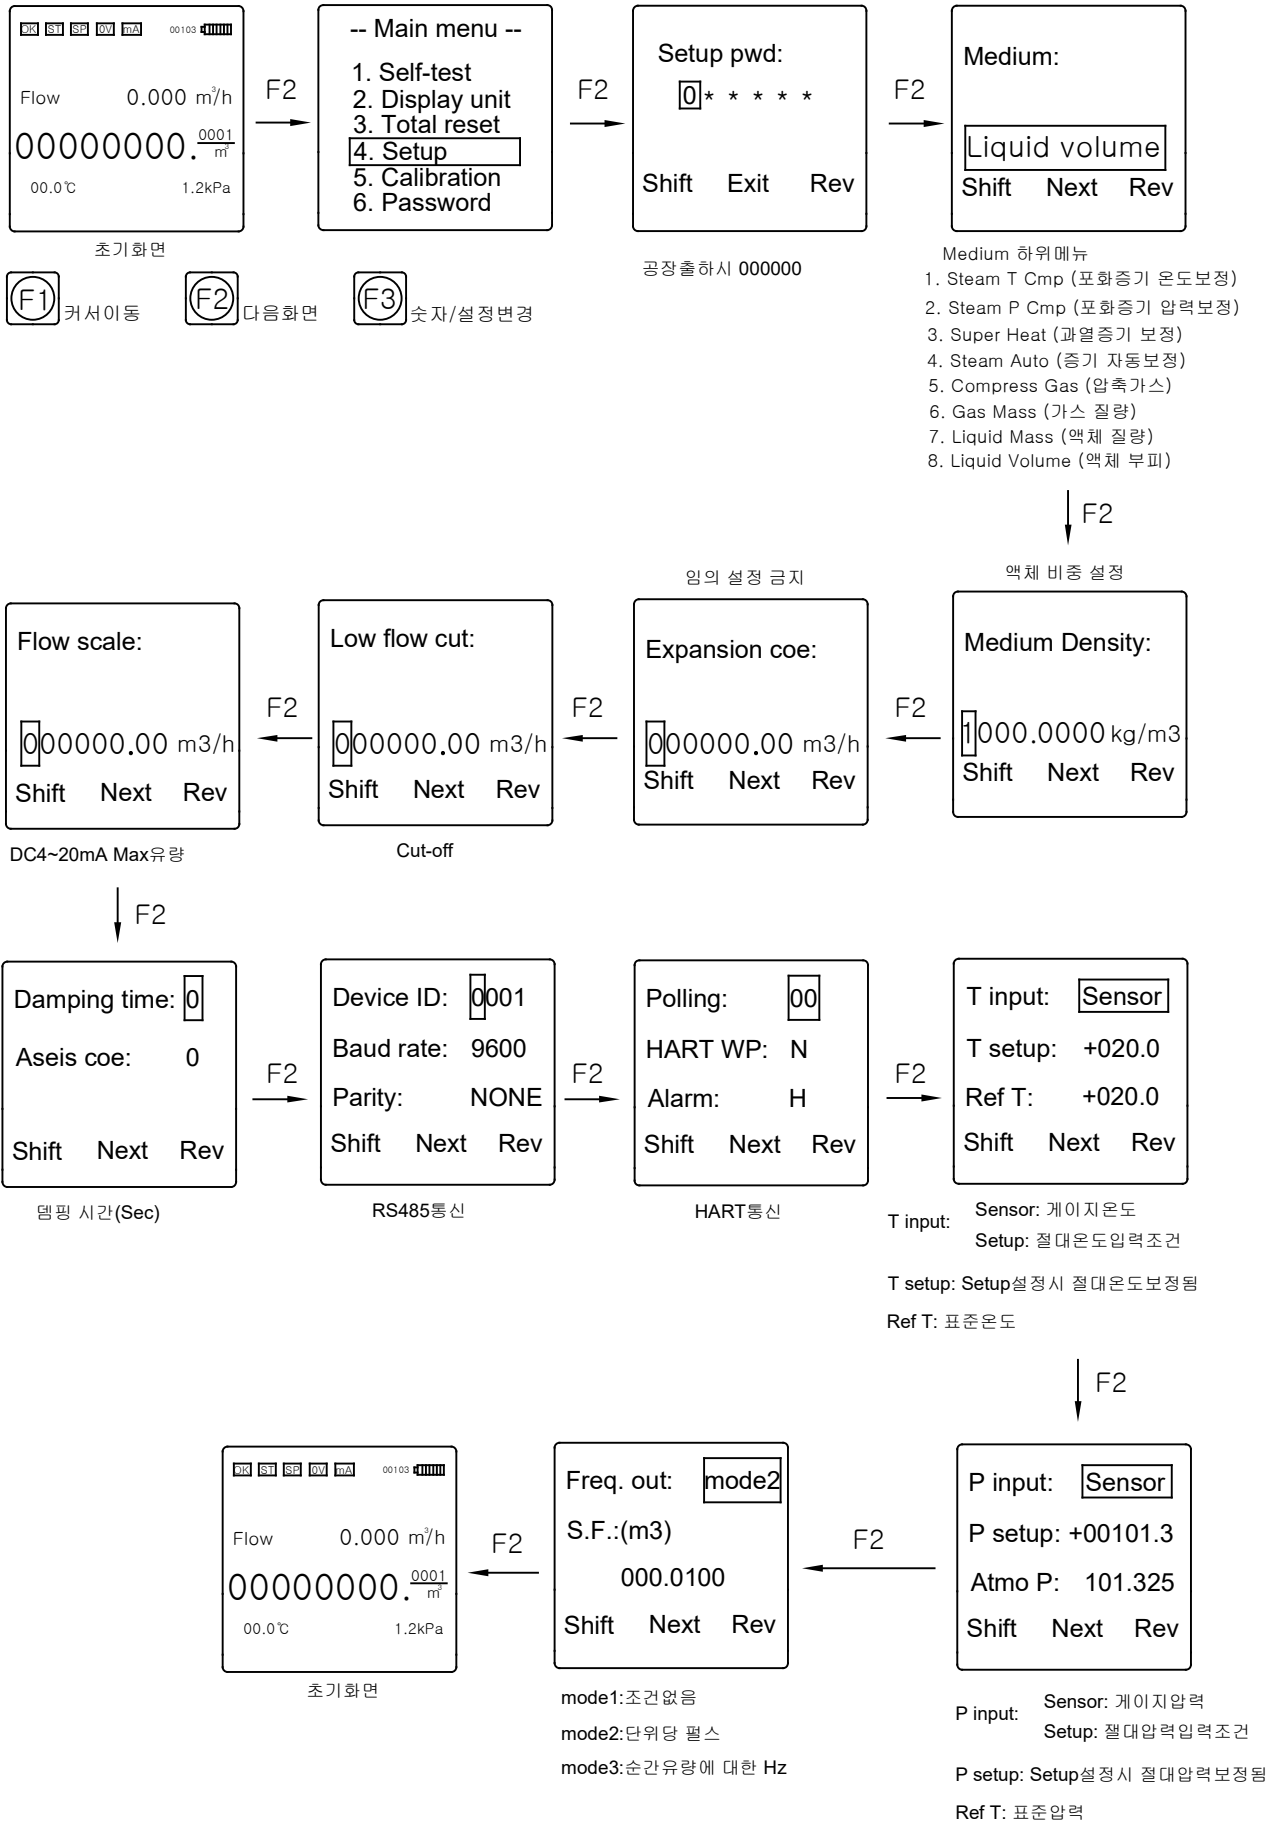 OK ST SP 0V mA 00103
Flow 0.000 m³/h
00000000. 0001 m³
00.0℃ 1.2kPa
초기화면
F2
-- Main menu --
1. Self-test
2. Display unit
3. Total reset
4. Setup
5. Calibration
6. Password
F2
Setup pwd:
0* * * * *
Shift Exit Rev
공장출하시 000000
F2
Medium:
Liquid volume
Shift Next Rev
Medium 하위메뉴
1. Steam T Cmp (포화증기 온도보정)
2. Steam P Cmp (포화증기 압력보정)
3. Super Heat (과열증기 보정)
4. Steam Auto (증기 자동보정)
5. Compress Gas (압축가스)
6. Gas Mass (가스 질량)
7. Liquid Mass (액체 질량)
8. Liquid Volume (액체 부피)
F1 커서이동
F2 다음화면
F3 숫자/설정변경
F2
액체 비중 설정
Medium Density:
1000.0000 kg/m3
Shift Next Rev
F2
임의 설정 금지
Expansion coe:
000000.00 m3/h
Shift Next Rev
F2
Low flow cut:
000000.00 m3/h
Shift Next Rev
Cut-off
F2
Flow scale:
000000.00 m3/h
Shift Next Rev
DC4~20mA Max유량
F2
Damping time: 0
Aseis coe: 0
Shift Next Rev
뎀핑 시간(Sec)
F2
Device ID: 0001
Baud rate: 9600
Parity: NONE
Shift Next Rev
RS485통신
F2
Polling: 00
HART WP: N
Alarm: H
Shift Next Rev
HART통신
F2
T input: Sensor
T setup: +020.0
Ref T: +020.0
Shift Next Rev
T input: Sensor: 게이지온도
Setup: 절대온도입력조건
T setup: Setup설정시 절대온도보정됨
Ref T: 표준온도
F2
P input: Sensor
P setup: +00101.3
Atmo P: 101.325
Shift Next Rev
P input: Sensor: 게이지압력
Setup: 잴대압력입력조건
P setup: Setup설정시 절대압력보정됨
Ref T: 표준압력
F2
Freq. out: mode2
S.F.:(m3)
000.0100
Shift Next Rev
mode1:조건없음
mode2:단위당 펄스
mode3:순간유량에 대한 Hz
F2
OK ST SP 0V mA 00103
Flow 0.000 m³/h
00000000. 0001 m³
00.0℃ 1.2kPa
초기화면